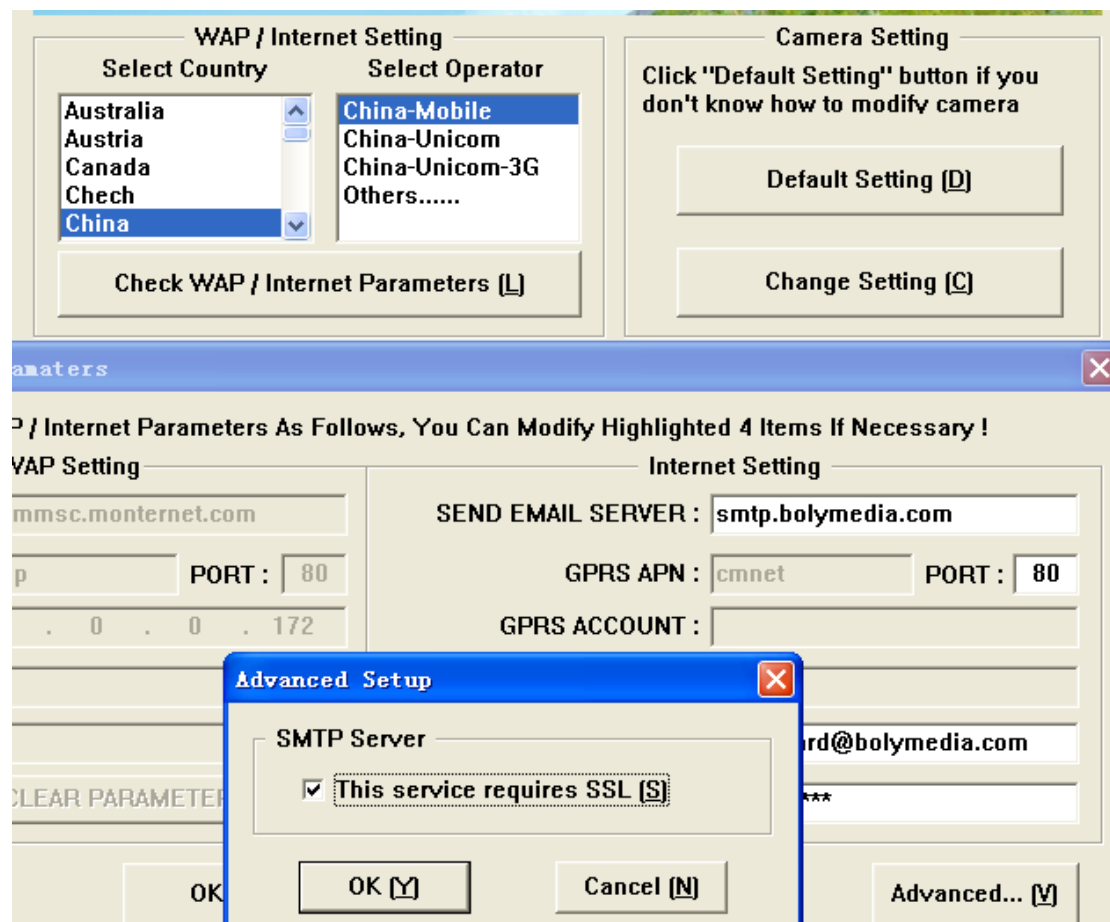 WAP / Internet Setting
Select Country
Select Operator
Australia
Austria
Canada
Chech
China
China-Mobile
China-Unicom
China-Unicom-3G
Others......
Check WAP / Internet Parameters (L)
Camera Setting
Click "Default Setting" button if you
don't know how to modify camera
Default Setting (D)
Change Setting (C)
amaters
P / Internet Parameters As Follows, You Can Modify Highlighted 4 Items If Necessary !
WAP Setting
mmsc.monternet.com
p
PORT : 80
. 0 . 0 . 172
CLEAR PARAMETER
OK
Internet Setting
SEND EMAIL SERVER : smtp.bolymedia.com
GPRS APN : cmnet PORT : 80
GPRS ACCOUNT :
ard@bolymedia.com
***
Advanced... (V)
Advanced Setup
SMTP Server
This service requires SSL (S)
OK (Y)
Cancel (N)